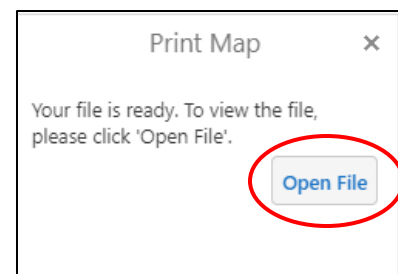 Print Map ×
Your file is ready. To view the file,
please click 'Open File'.
Open File